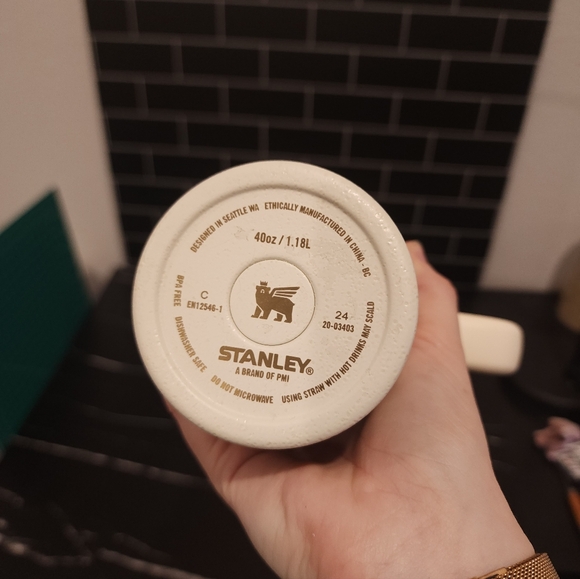 DESIGNED IN SEATTLE WA ETHICALLY MANUFACTURED IN CHINA - BC
40oz / 1.18L
C
EN12546-1
24
20-03403
STANLEY®
A BRAND OF PMI
BPA FREE DISHWASHER SAFE DO NOT MICROWAVE USING STRAW WITH HOT DRINKS MAY SCALD